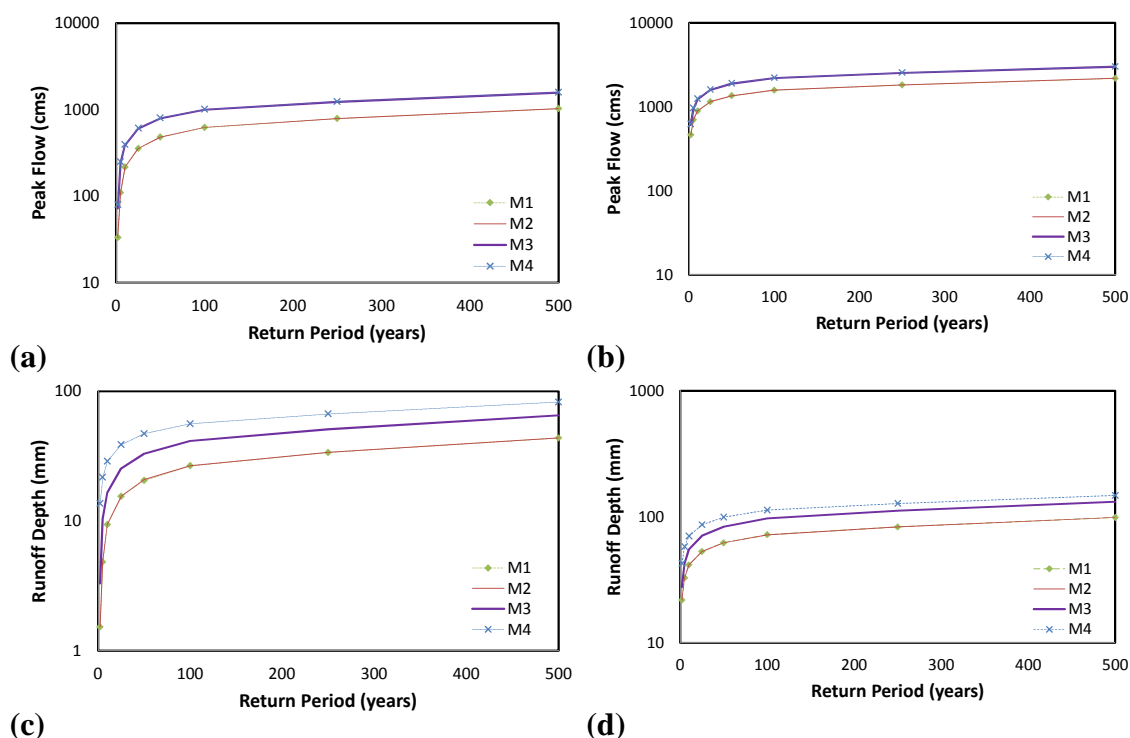 10000
1000
100
10
Peak Flow (cms)
0 100 200 300 400 500
Return Period (years)
M1
M2
M3
M4
(a)
10000
1000
100
10
Peak Flow (cms)
0 100 200 300 400 500
Return Period (years)
M1
M2
M3
M4
(b)
100
10
1
Runoff Depth (mm)
0 100 200 300 400 500
Return Period (years)
M1
M2
M3
M4
(c)
1000
100
10
Runoff Depth (mm)
0 100 200 300 400 500
Return Period (years)
M1
M2
M3
M4
(d)